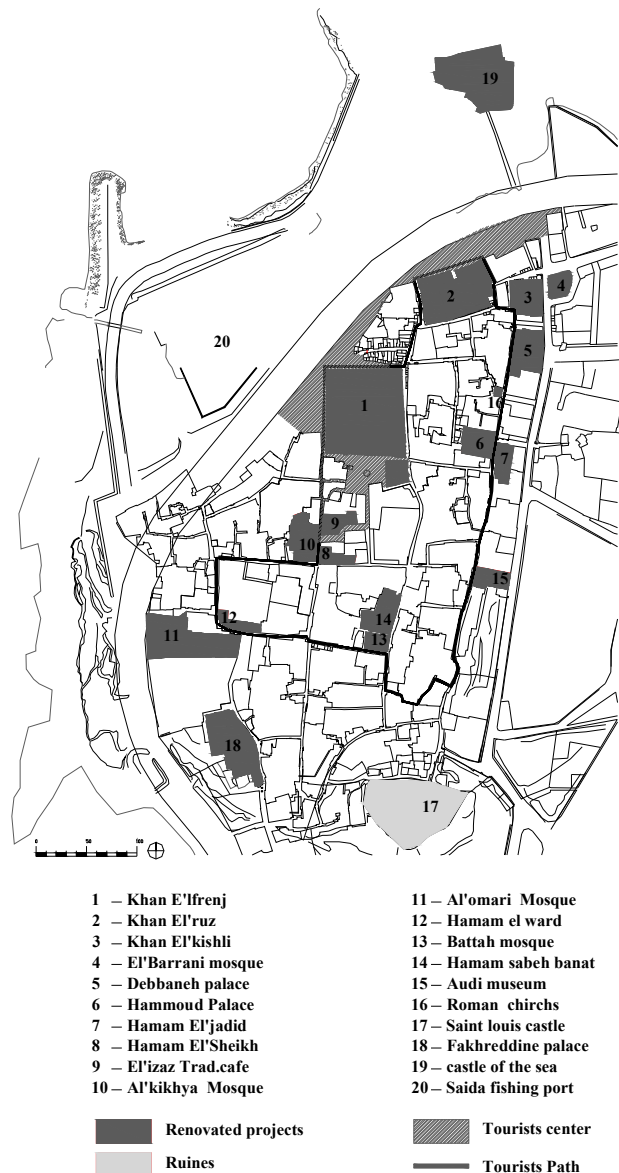 19
2
3
4
20
5
1
16
6
7
9
10
8
15
14
12
11
13
18
17
0 50 100
1 – Khan E'lfrenj
2 – Khan El'ruz
3 – Khan El'kishli
4 – El'Barrani mosque
5 – Debbaneh palace
6 – Hammoud Palace
7 – Hamam El'jadid
8 – Hamam El'Sheikh
9 – El'izaz Trad.cafe
10 – Al'kikhya Mosque
11 – Al'omari Mosque
12 – Hamam el ward
13 – Battah mosque
14 – Hamam sabeh banat
15 – Audi museum
16 – Roman chirchs
17 – Saint louis castle
18 – Fakhreddine palace
19 – castle of the sea
20 – Saida fishing port
Renovated projects
Ruines
Tourists center
Tourists Path